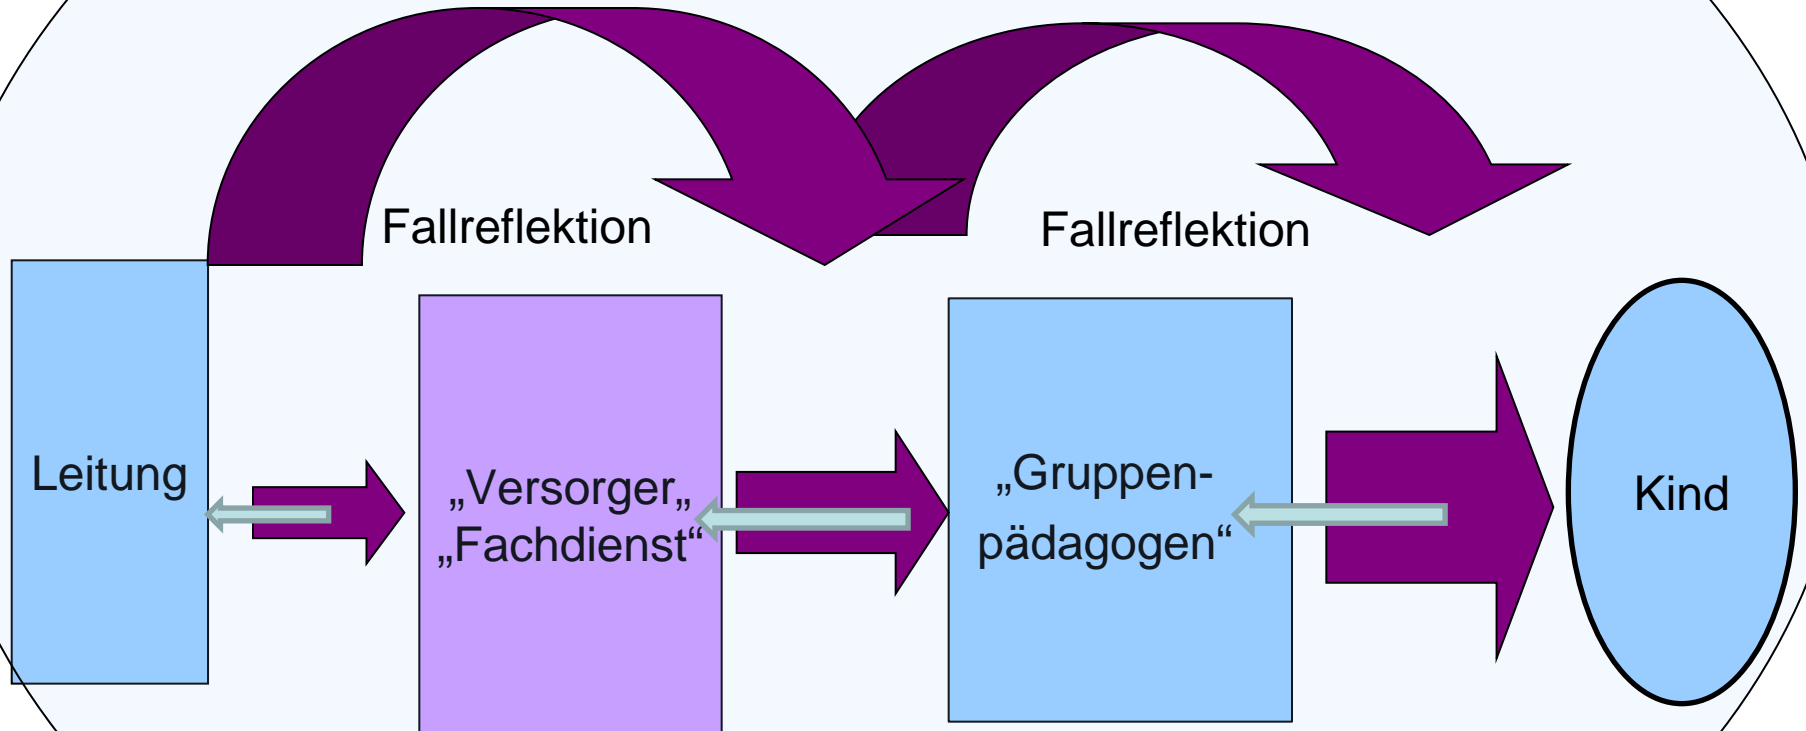 Fallreflektion
Fallreflektion
Leitung
„Versorger„
„Fachdienst“
„Gruppen-
pädagogen“
Kind